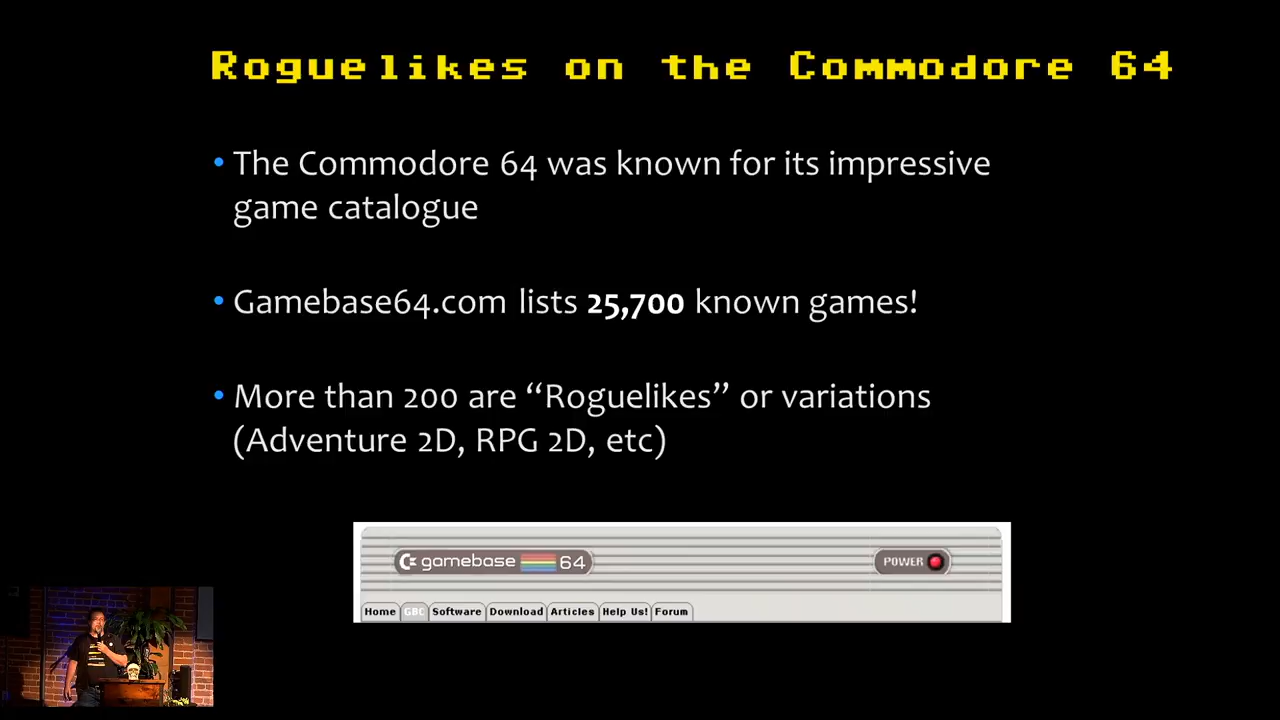 Roguelikes on the Commodore 64
• The Commodore 64 was known for its impressive
game catalogue
• Gamebase64.com lists 25,700 known games!
• More than 200 are “Roguelikes” or variations
(Adventure 2D, RPG 2D, etc)
gamebase 64
POWER
Home GBC Software Download Articles Help Us! Forum